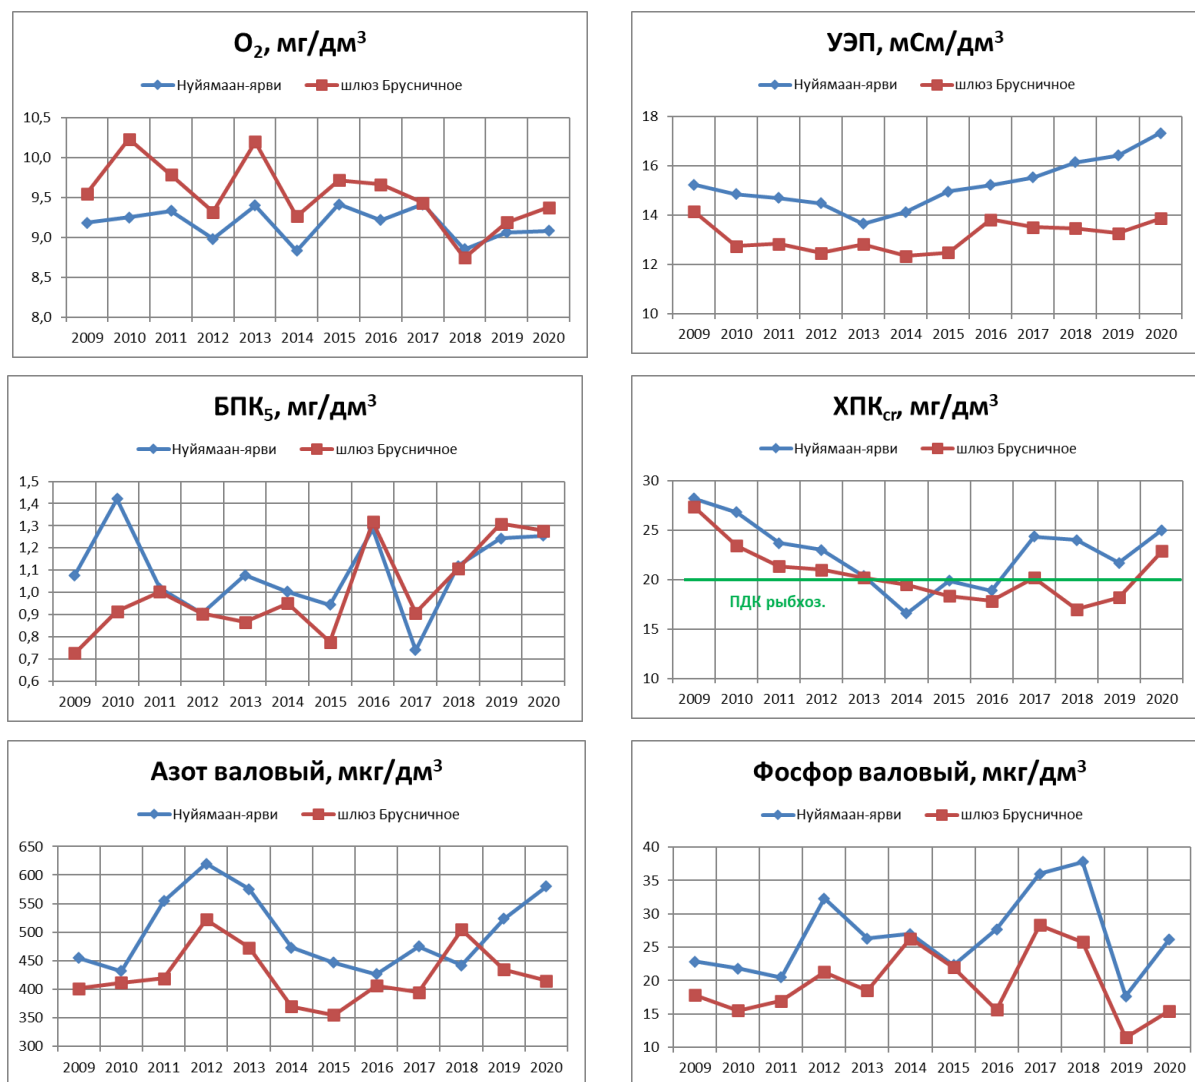 O₂, мг/дм³
Нуйямаан-ярви шлюз Брусничное
10,5
10,0
9,5
9,0
8,5
8,0
2009 2010 2011 2012 2013 2014 2015 2016 2017 2018 2019 2020
УЭП, мСм/дм³
Нуйямаан-ярви шлюз Брусничное
18
16
14
12
10
2009 2010 2011 2012 2013 2014 2015 2016 2017 2018 2019 2020
БПК₅, мг/дм³
Нуйямаан-ярви шлюз Брусничное
1,5
1,4
1,3
1,2
1,1
1,0
0,9
0,8
0,7
0,6
2009 2010 2011 2012 2013 2014 2015 2016 2017 2018 2019 2020
ХПКcr, мг/дм³
Нуйямаан-ярви шлюз Брусничное
30
25
20
ПДК рыбхоз.
15
10
2009 2010 2011 2012 2013 2014 2015 2016 2017 2018 2019 2020
Азот валовый, мкг/дм³
Нуйямаан-ярви шлюз Брусничное
650
600
550
500
450
400
350
300
2009 2010 2011 2012 2013 2014 2015 2016 2017 2018 2019 2020
Фосфор валовый, мкг/дм³
Нуйямаан-ярви шлюз Брусничное
40
35
30
25
20
15
10
2009 2010 2011 2012 2013 2014 2015 2016 2017 2018 2019 2020